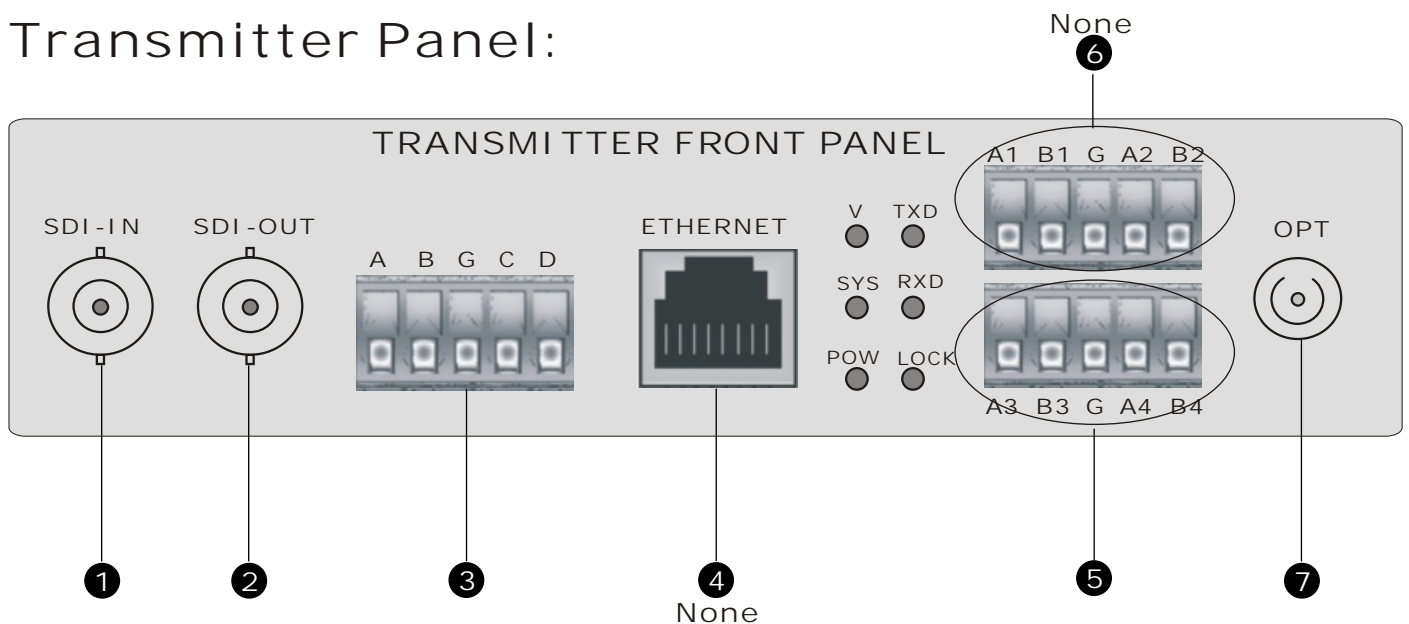 Transmitter Panel:
None
6
TRANSMITTER FRONT PANEL
A1 B1 G A2 B2
SDI-IN SDI-OUT
A B G C D
ETHERNET
V TXD
SYS RXD
POW LOCK
OPT
A3 B3 G A4 B4
1 2 3 4 5 7
None